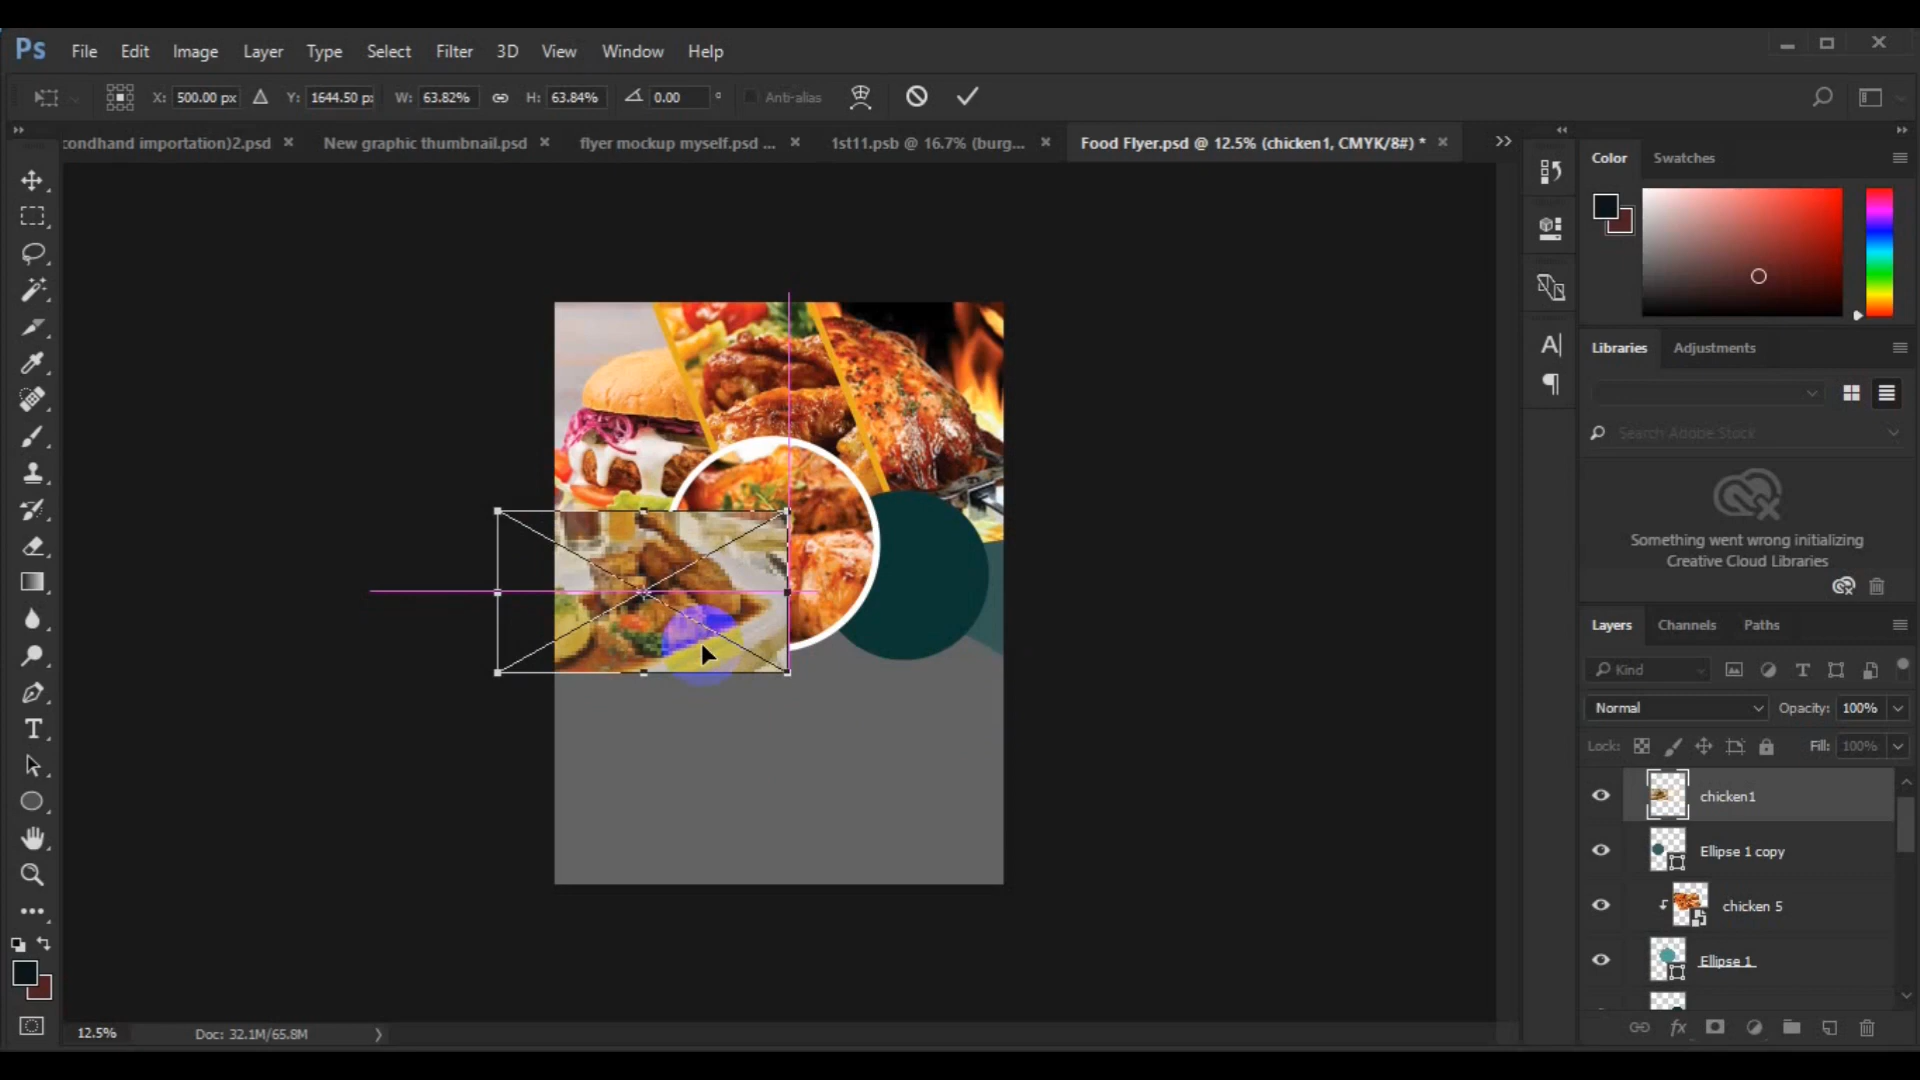 Ps File Edit Image Layer Type Select Filter 3D View Window Help
X: 500.00 px Y: 1644.50 p: W: 63.82% H: 63.84% 0.00 ° Anti-alias
condhand importation)2.psd × New graphic thumbnail.psd × flyer mockup myself.psd ... × 1st11.psb @ 16.7% (burg... × Food Flyer.psd @ 12.5% (chicken1, CMYK/8#) * ×
Color Swatches
Libraries Adjustments
Search Adobe Stock
Something went wrong initializing
Creative Cloud Libraries
Layers Channels Paths
Kind
Normal Opacity: 100%
Lock: Fill: 100%
chicken1
Ellipse 1 copy
chicken 5
Ellipse 1
12.5% Doc: 32.1M/65.8M